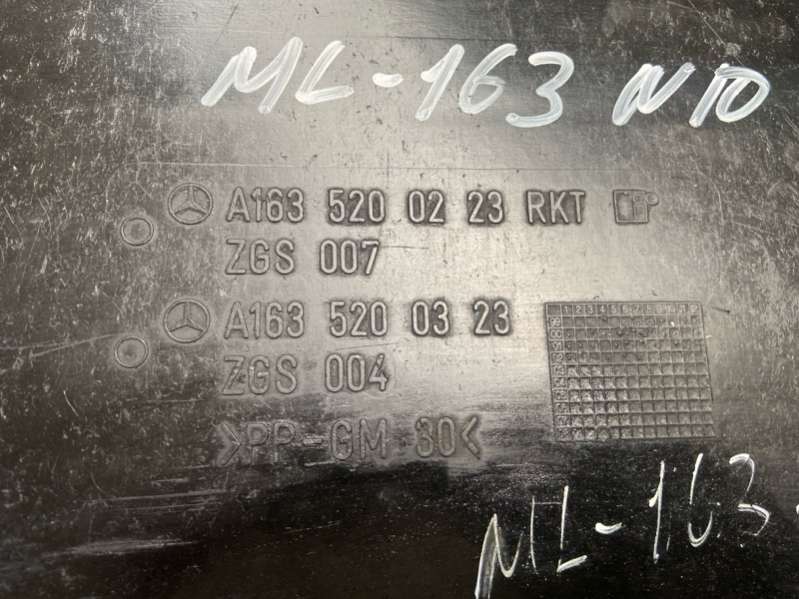 ML-163 N10
A163 520 02 23 RKT
ZGS 007
A163 520 03 23
ZGS 004
>PP-GM 30<
ML-163